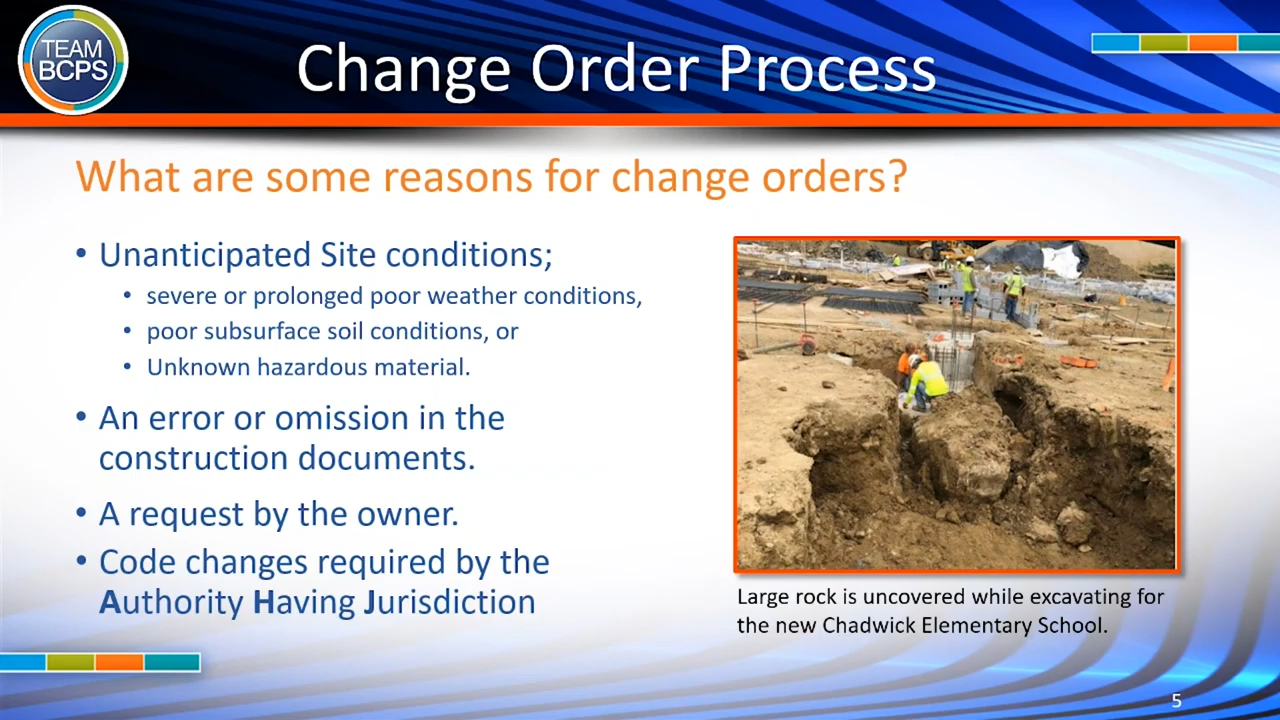 TEAM
BCPS
Change Order Process
What are some reasons for change orders?
• Unanticipated Site conditions;
• severe or prolonged poor weather conditions,
• poor subsurface soil conditions, or
• Unknown hazardous material.
• An error or omission in the
construction documents.
• A request by the owner.
• Code changes required by the
Authority Having Jurisdiction
Large rock is uncovered while excavating for
the new Chadwick Elementary School.
5